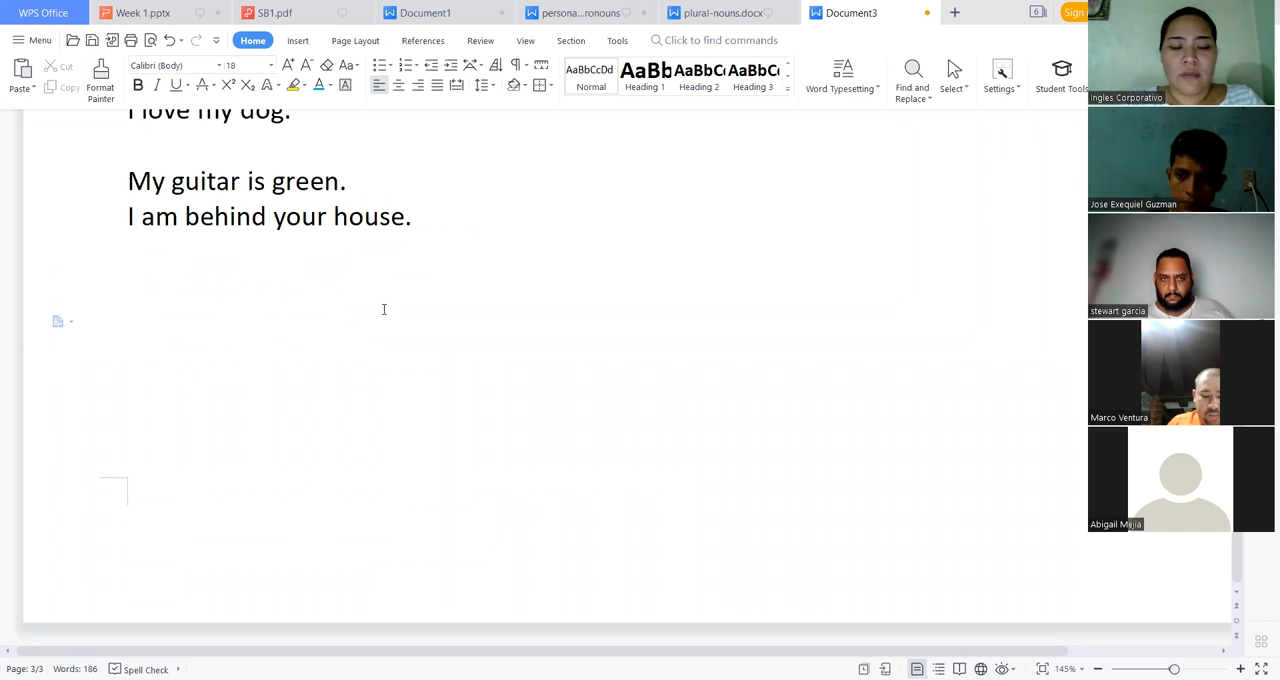 WPS Office
Week 1.pptx
SB1.pdf
Document1
persona...ronouns
plural-nouns.docx
Document3
6
Sign
Menu
Home
Insert
Page Layout
References
Review
View
Section
Tools
Click to find commands
Paste
Cut
Copy
Format Painter
Calibri (Body)
18
AaBbCcDd
Normal
AaBb
Heading 1
AaBbC
Heading 2
AaBbC
Heading 3
Word Typesetting
Find and Replace
Select
Settings
Student Tools
I love my dog.
My guitar is green.
I am behind your house.
Ingles Corporativo
Jose Exequiel Guzman
stewart garcia
Marco Ventura
Abigail Mejia
Page: 3/3
Words: 186
Spell Check
145%